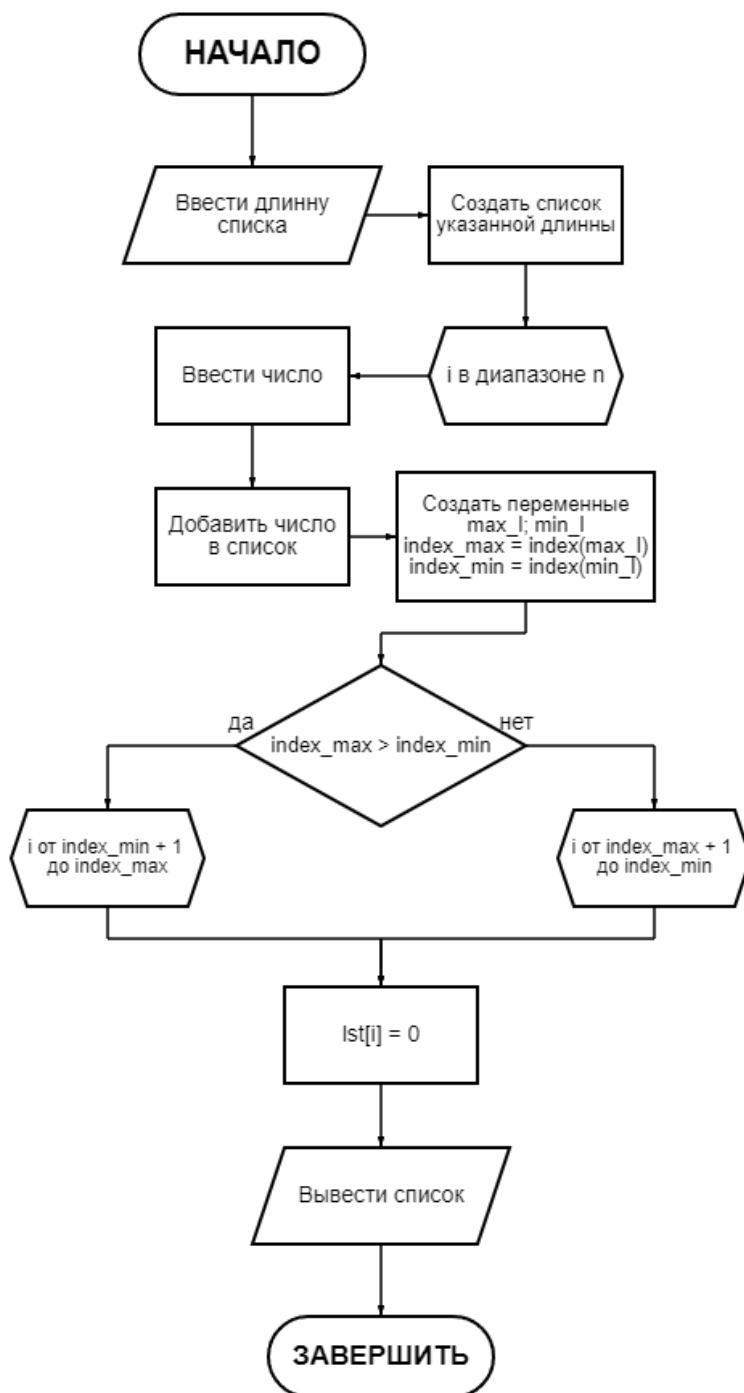 НАЧАЛО
Ввести длинну
списка
Создать список
указанной длинны
i в диапазоне n
Ввести число
Добавить число
в список
Создать переменные
max_l; min_l
index_max = index(max_l)
index_min = index(min_l)
index_max > index_min
да
нет
i от index_min + 1
до index_max
i от index_max + 1
до index_min
lst[i] = 0
Вывести список
ЗАВЕРШИТЬ